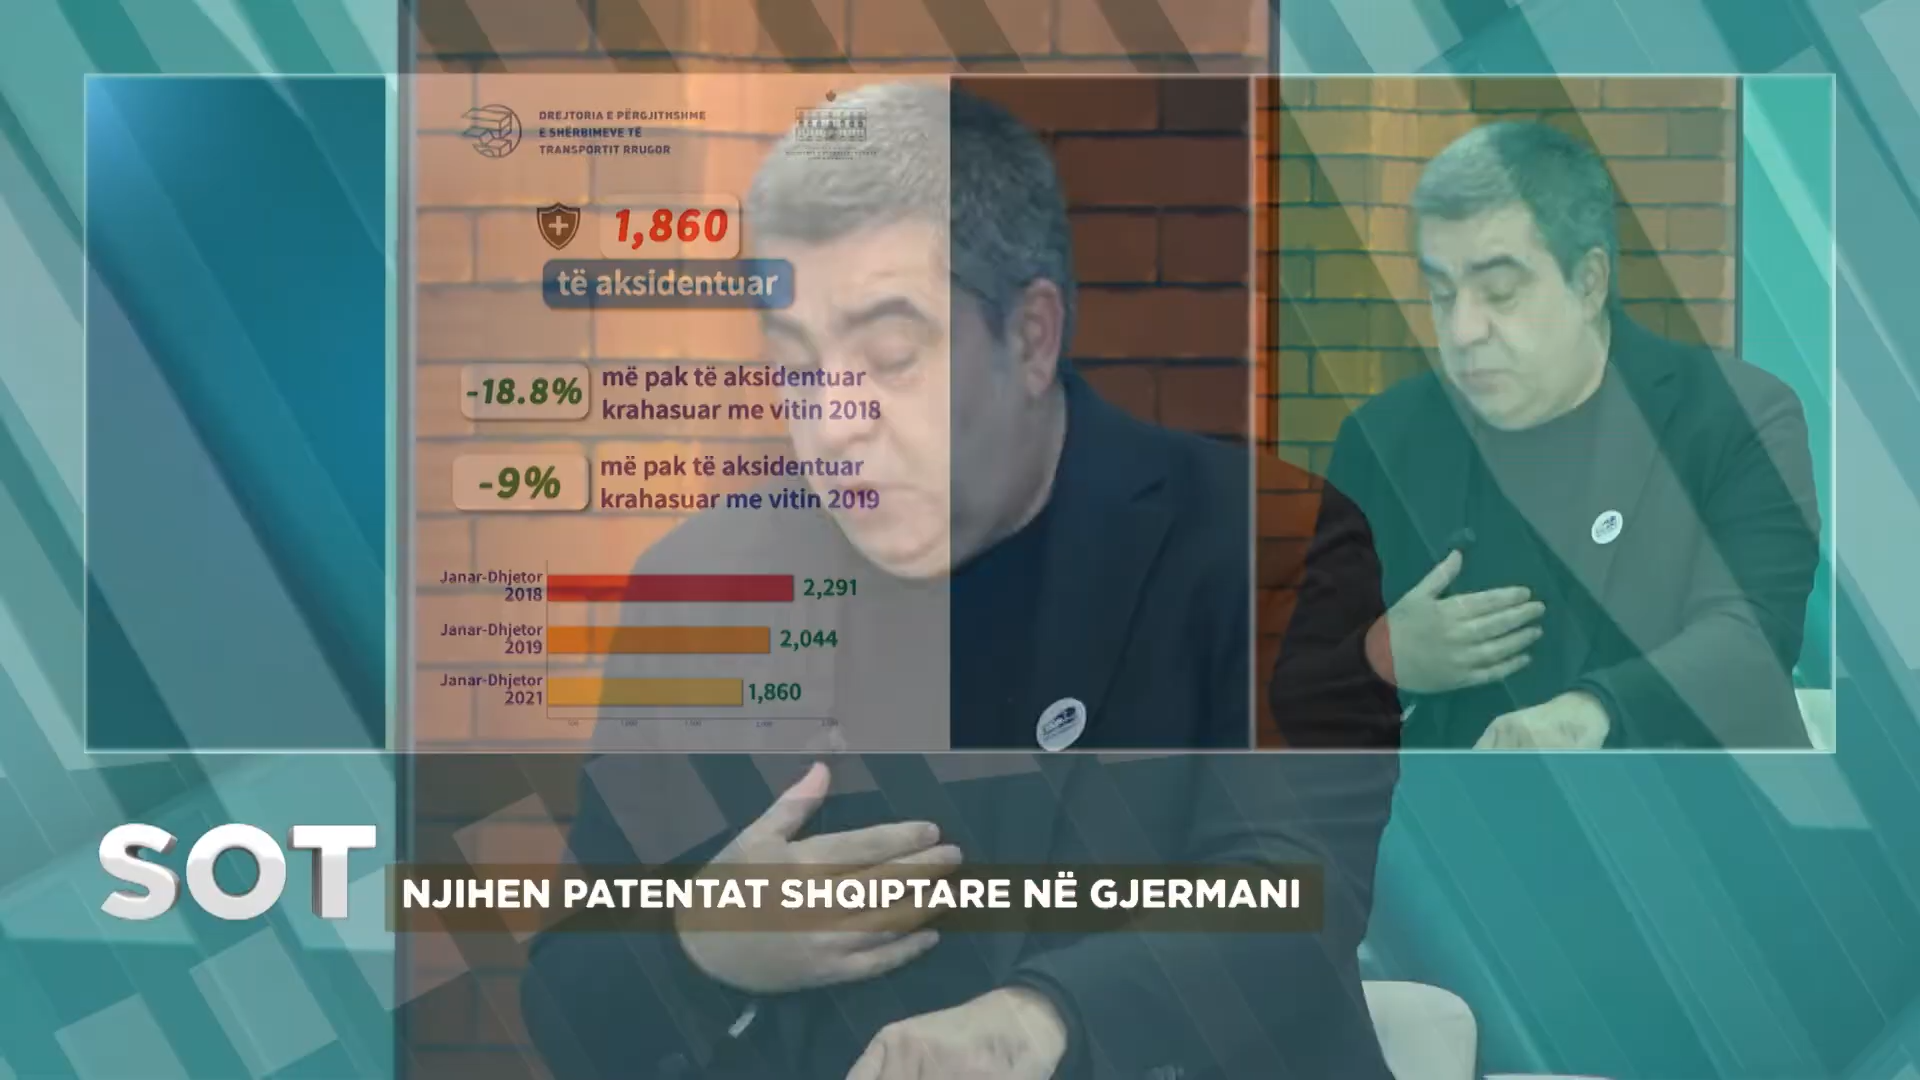 DREJTORIA E PËRGJITHSHME
E SHËRBIMEVE TË
TRANSPORTIT RRUGOR
1,860
të aksidentuar
-18.8%
më pak të aksidentuar
krahasuar me vitin 2018
-9%
më pak të aksidentuar
krahasuar me vitin 2019
Janar-Dhjetor
2018
2,291
Janar-Dhjetor
2019
2,044
Janar-Dhjetor
2021
1,860
SOT
NJIHEN PATENTAT SHQIPTARE NË GJERMANI